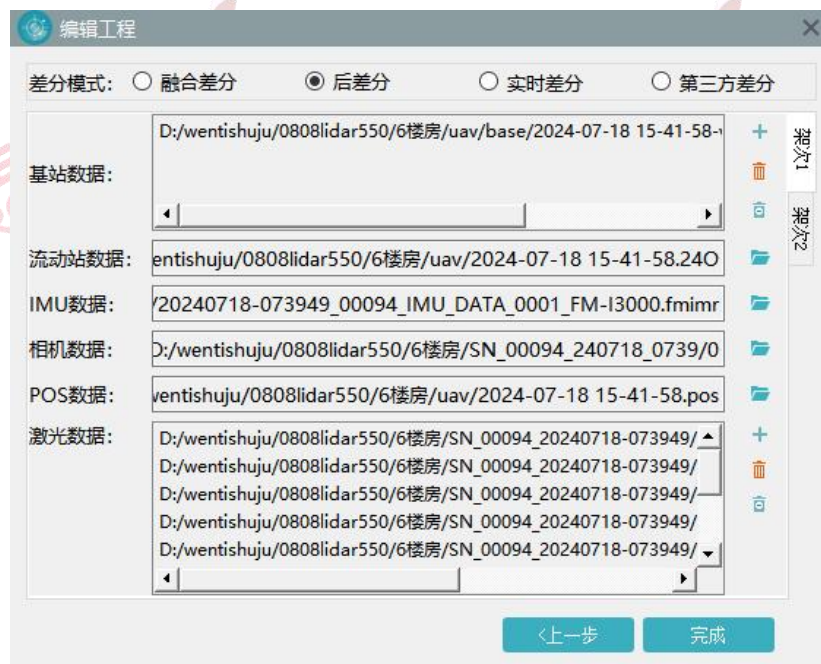 编辑工程
差分模式： 融合差分 后差分 实时差分 第三方差分
D:/wentishuju/0808lidar550/6楼房/uav/base/2024-07-18 15-41-58-
基站数据：
架次1
架次2
流动站数据： entishuju/0808lidar550/6楼房/uav/2024-07-18 15-41-58.24O
IMU数据： /20240718-073949_00094_IMU_DATA_0001_FM-I3000.fmimr
相机数据： D:/wentishuju/0808lidar550/6楼房/SN_00094_240718_0739/0
POS数据： wentishuju/0808lidar550/6楼房/uav/2024-07-18 15-41-58.pos
激光数据： D:/wentishuju/0808lidar550/6楼房/SN_00094_20240718-073949/
D:/wentishuju/0808lidar550/6楼房/SN_00094_20240718-073949/
D:/wentishuju/0808lidar550/6楼房/SN_00094_20240718-073949/
D:/wentishuju/0808lidar550/6楼房/SN_00094_20240718-073949/
D:/wentishuju/0808lidar550/6楼房/SN_00094_20240718-073949/
<上一步 完成